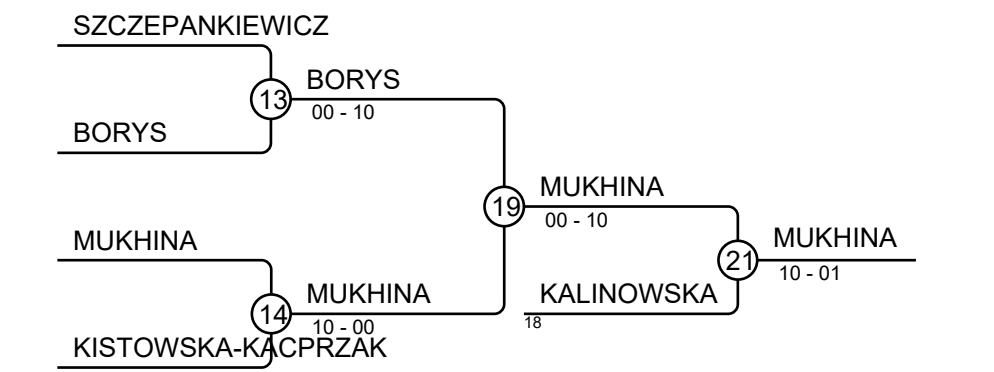 SZCZEPANKIEWICZ
13
BORYS
00 - 10
BORYS
19
MUKHINA
00 - 10
MUKHINA
14
MUKHINA
10 - 00
KISTOWSKA-KACPRZAK
KALINOWSKA
18
21
MUKHINA
10 - 01